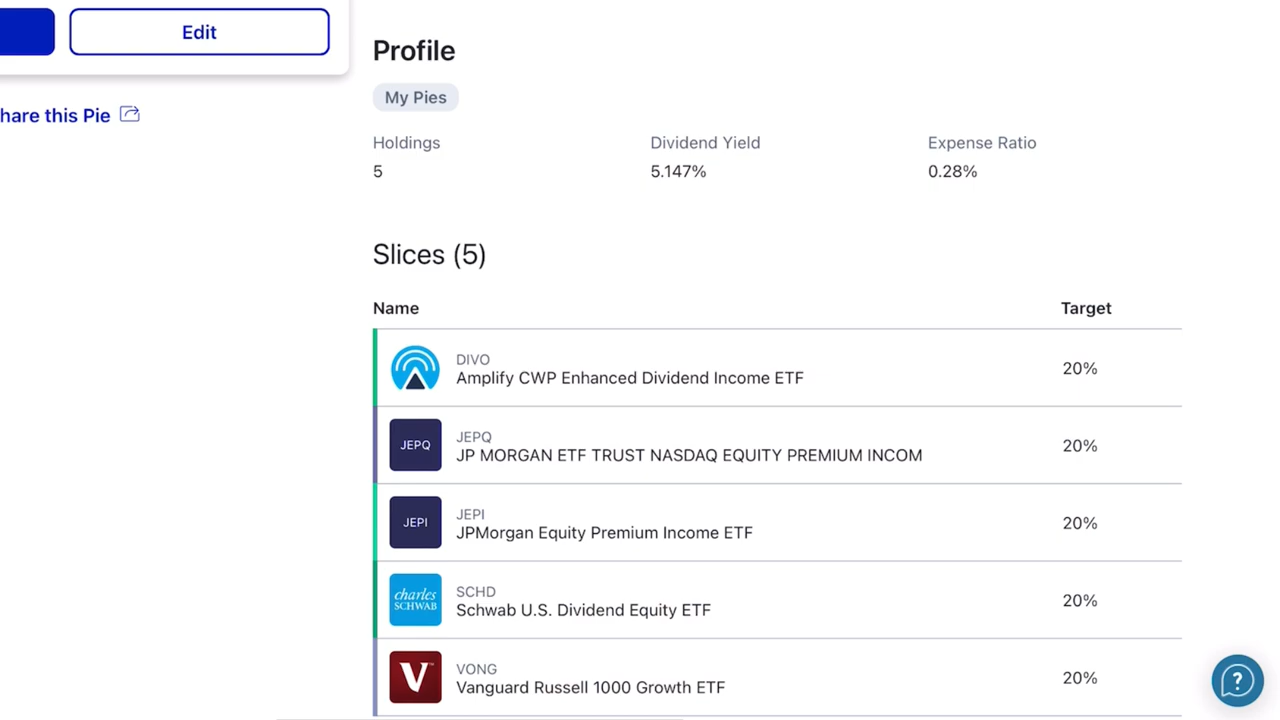 Edit
hare this Pie
Profile
My Pies
Holdings
5
Dividend Yield
5.147%
Expense Ratio
0.28%
Slices (5)
Name
Target
DIVO
Amplify CWP Enhanced Dividend Income ETF
20%
JEPQ
JEPQ
JP MORGAN ETF TRUST NASDAQ EQUITY PREMIUM INCOM
20%
JEPI
JEPI
JPMorgan Equity Premium Income ETF
20%
charles
SCHWAB
SCHD
Schwab U.S. Dividend Equity ETF
20%
V
VONG
Vanguard Russell 1000 Growth ETF
20%
?